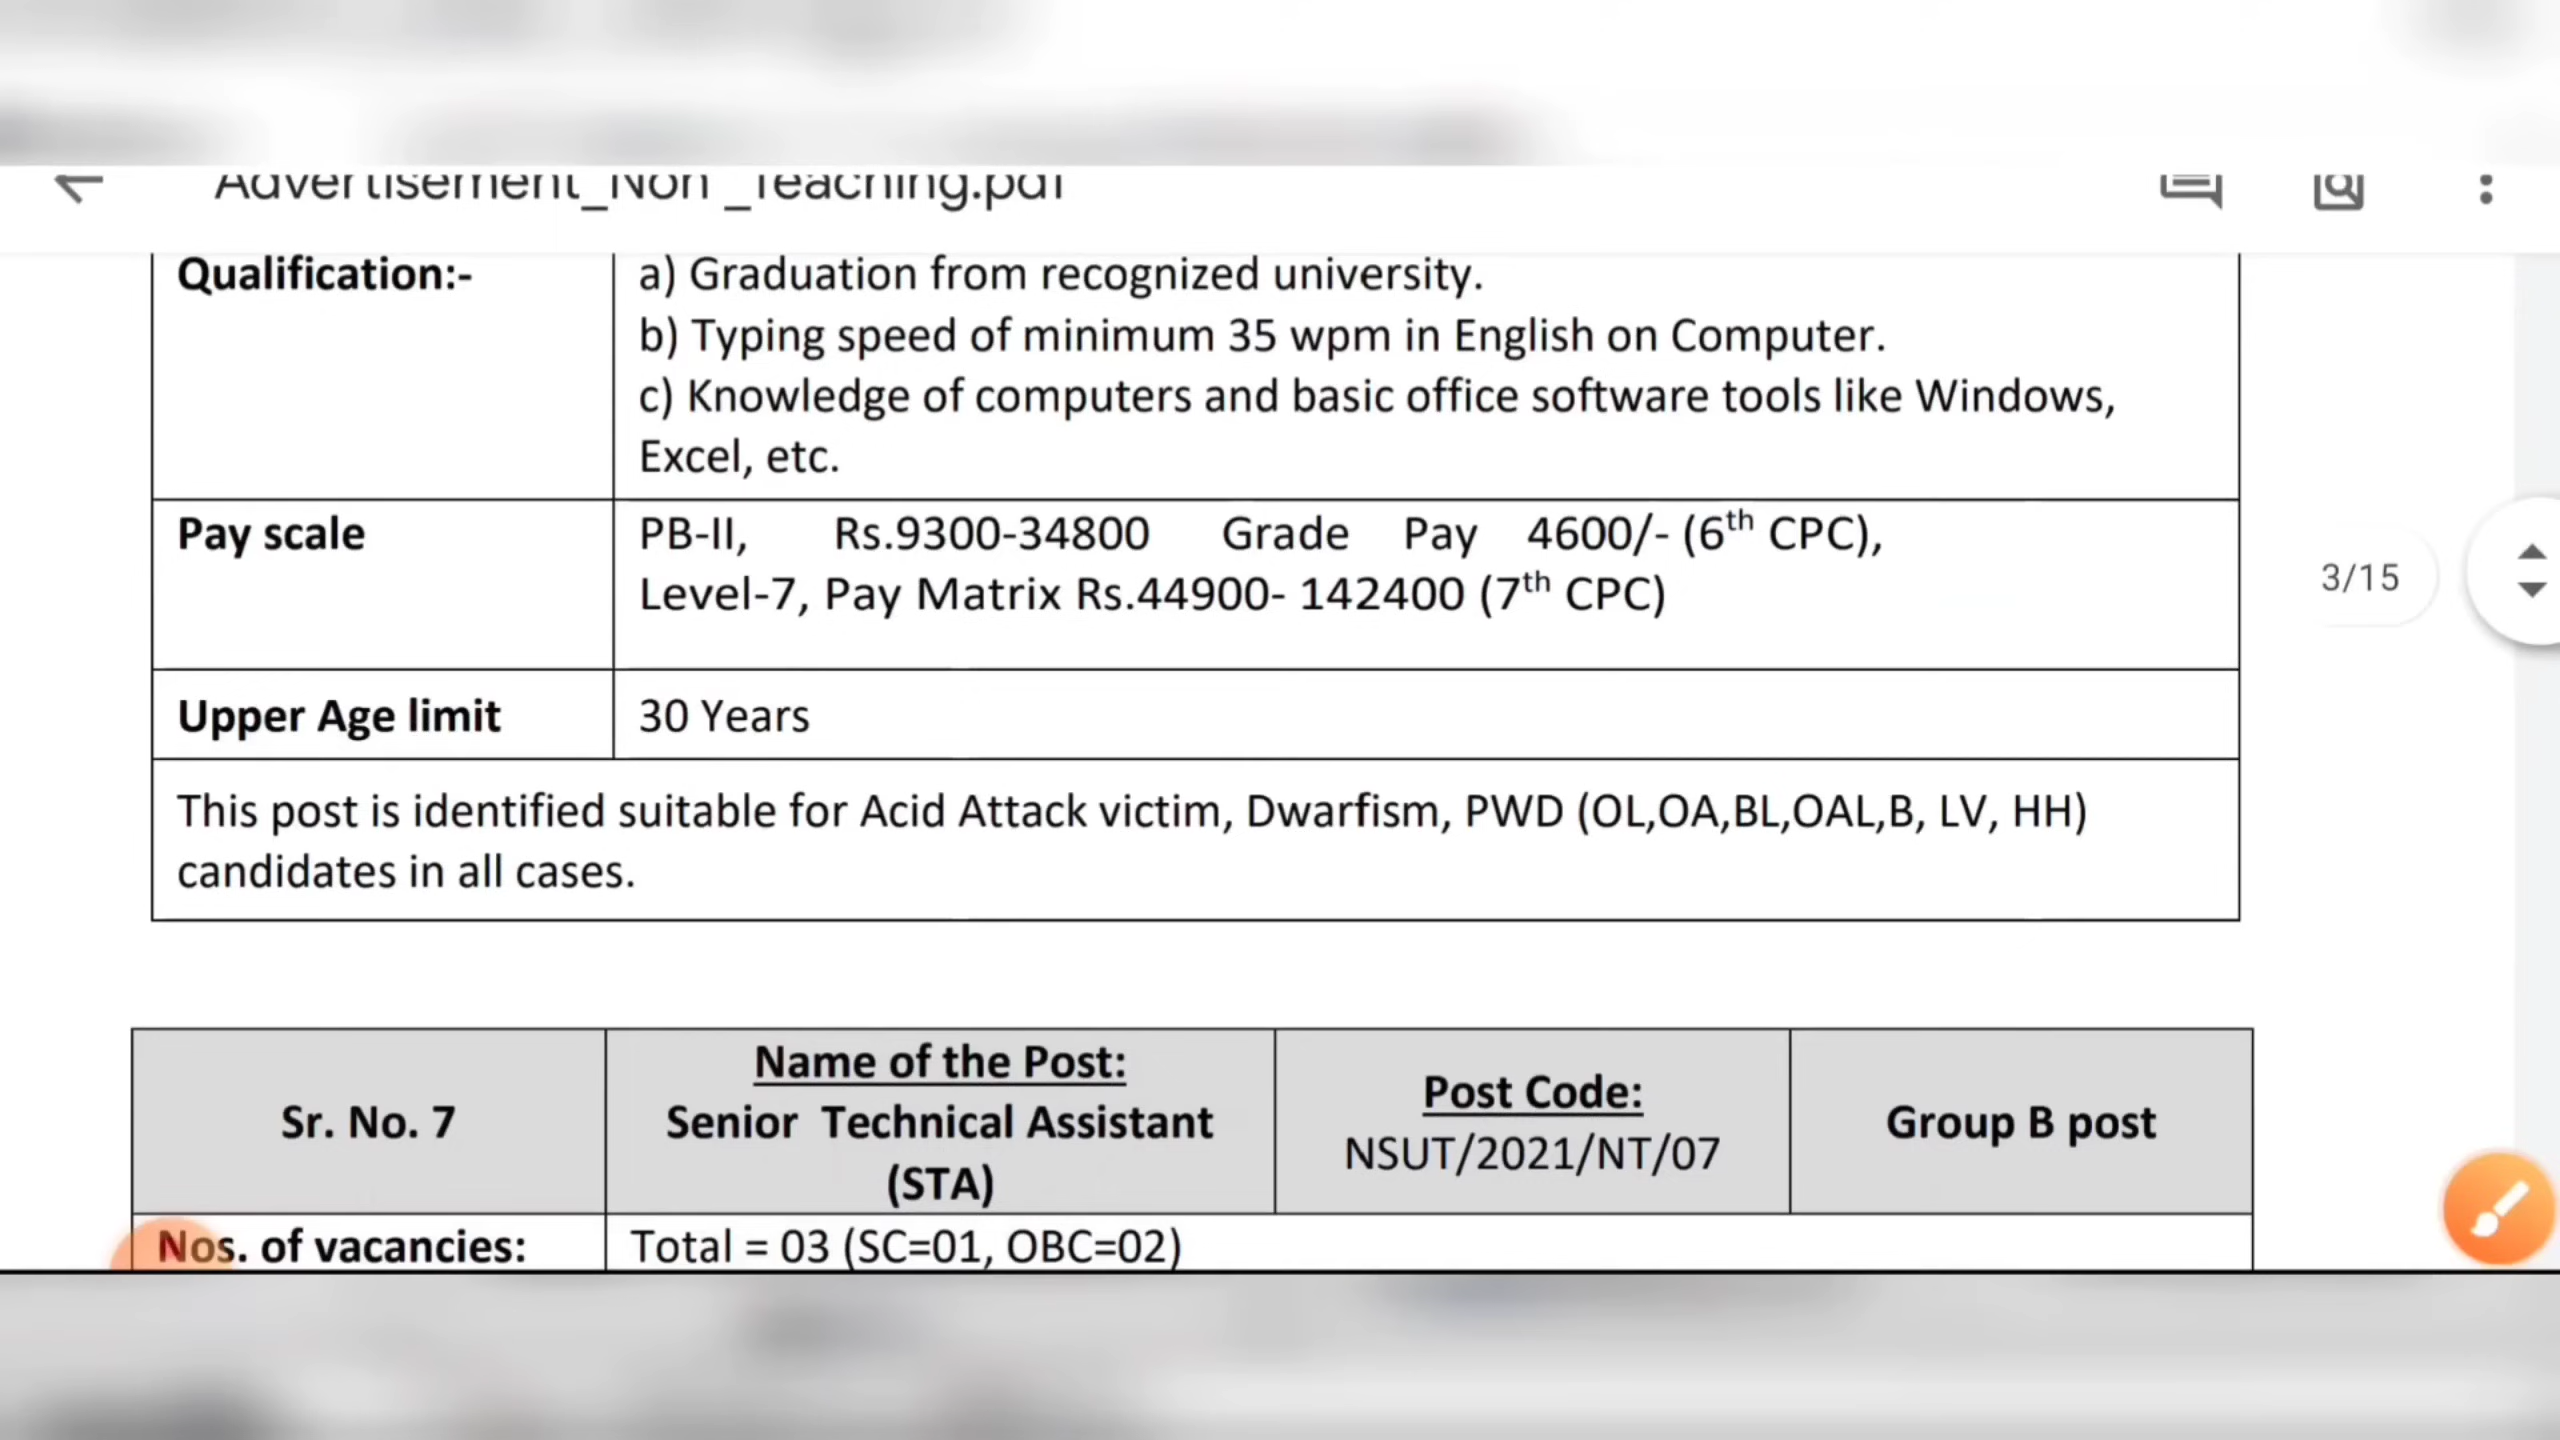 Advertisement_Non _Teaching.pdf
Qualification:-
a) Graduation from recognized university.
b) Typing speed of minimum 35 wpm in English on Computer.
c) Knowledge of computers and basic office software tools like Windows,
Excel, etc.
Pay scale
PB-II, Rs.9300-34800 Grade Pay 4600/- (6th CPC),
Level-7, Pay Matrix Rs.44900- 142400 (7th CPC)
3/15
Upper Age limit
30 Years
This post is identified suitable for Acid Attack victim, Dwarfism, PWD (OL,OA,BL,OAL,B, LV, HH)
candidates in all cases.
Sr. No. 7
Name of the Post:
Senior Technical Assistant
(STA)
Post Code:
NSUT/2021/NT/07
Group B post
Nos. of vacancies:
Total = 03 (SC=01, OBC=02)